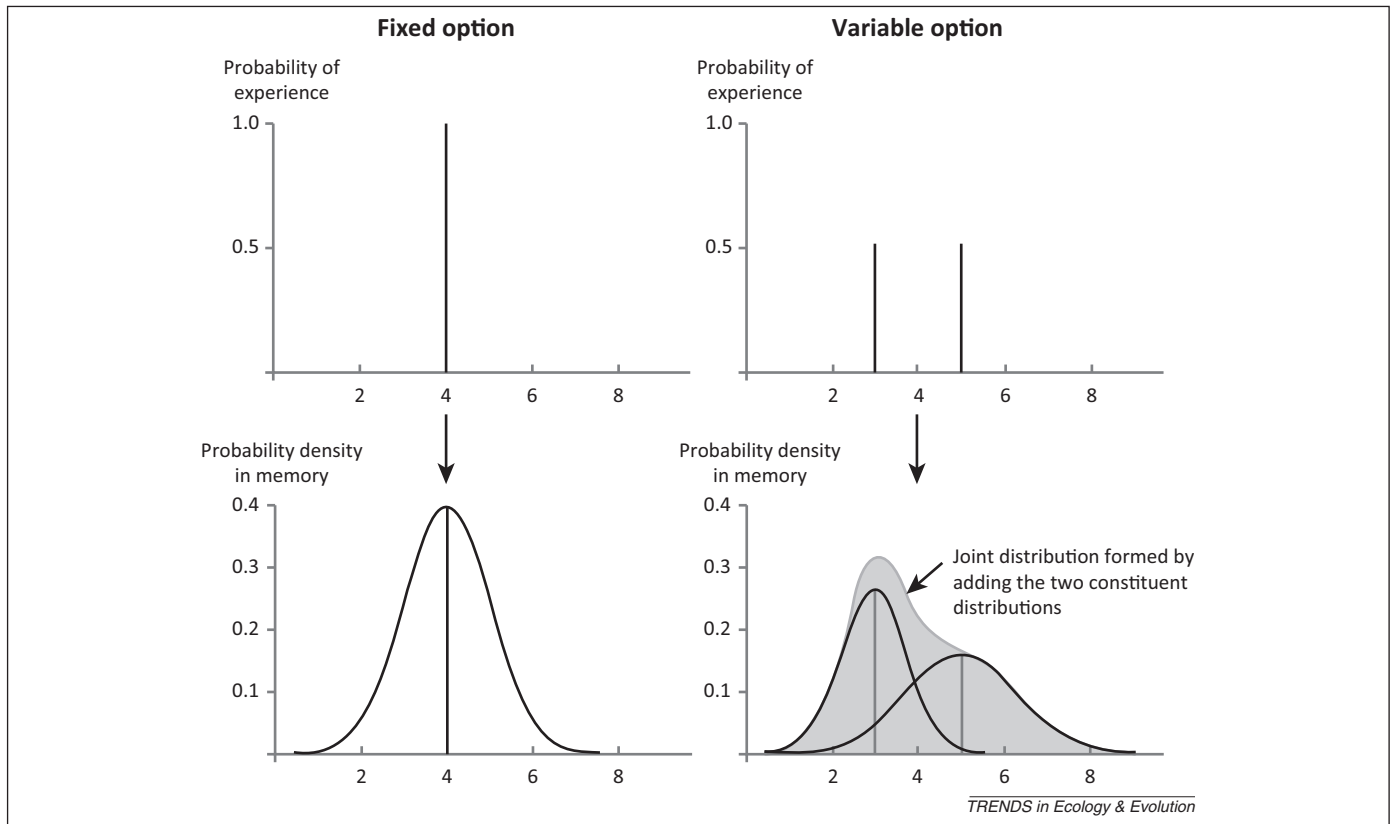 Fixed option
Probability of
experience
1.0
0.5
2 4 6 8
Probability density
in memory
0.4
0.3
0.2
0.1
2 4 6 8
Variable option
Probability of
experience
1.0
0.5
2 4 6 8
Probability density
in memory
0.4
0.3
0.2
0.1
Joint distribution formed by
adding the two constituent
distributions
2 4 6 8
TRENDS in Ecology & Evolution